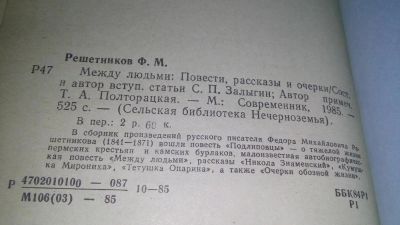 Решетников Ф. М.
Р47 Между людьми: Повести, рассказы и очерки/Сост.
и автор вступ. статьи С. П. Залыгин; Автор примеч.
Т. А. Полторацкая. — М.: Современник, 1985. —
525 с. — (Сельская библиотека Нечерноземья).
В пер.: 2 р. 60 к.
В сборник произведений русского писателя Федора Михайловича Ре-
шетникова (1841—1871) вошли повесть «Подлиповцы» — о тяжелой жизни
пермских крестьян и камских бурлаков, малоизвестная автобиографиче-
ская повесть «Между людьми», рассказы «Никола Знаменский», «Кумуш-
ка Мирониха», «Тетушка Опарина», а также «Очерки обозной жизни».
Р 4702010100 — 087 10—85 ББК84Р1
М106(03) — 85 Р1